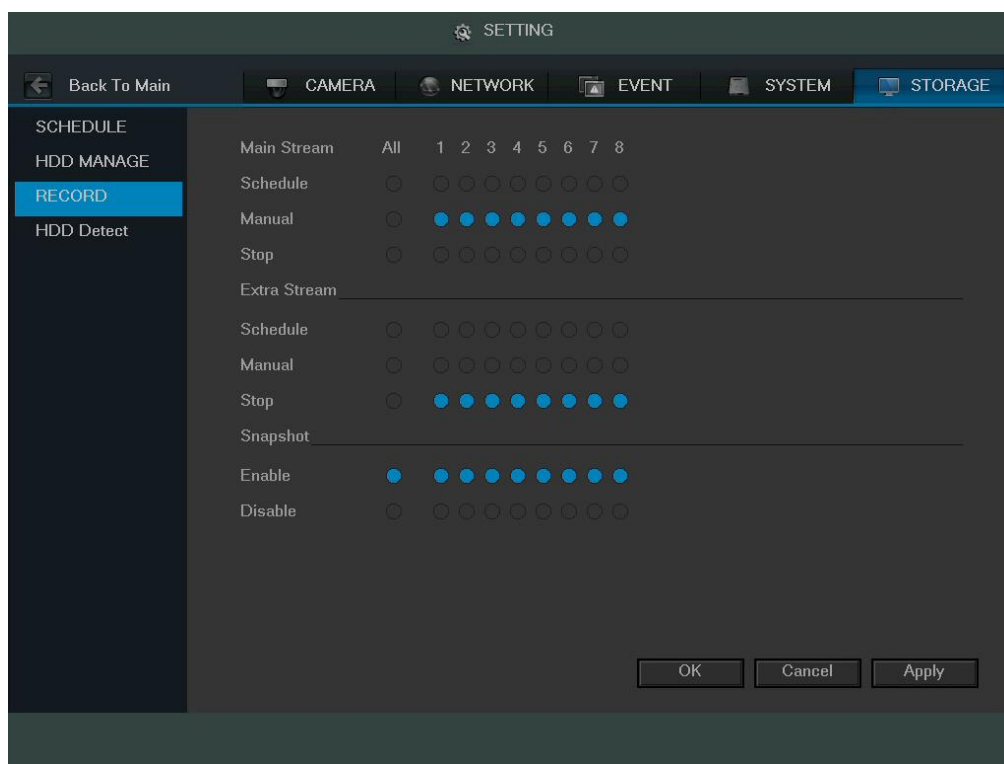 SETTING
Back To Main CAMERA NETWORK EVENT SYSTEM STORAGE
SCHEDULE
HDD MANAGE
RECORD
HDD Detect
Main Stream All 1 2 3 4 5 6 7 8
Schedule
Manual
Stop
Extra Stream
Schedule
Manual
Stop
Snapshot
Enable
Disable
OK Cancel Apply